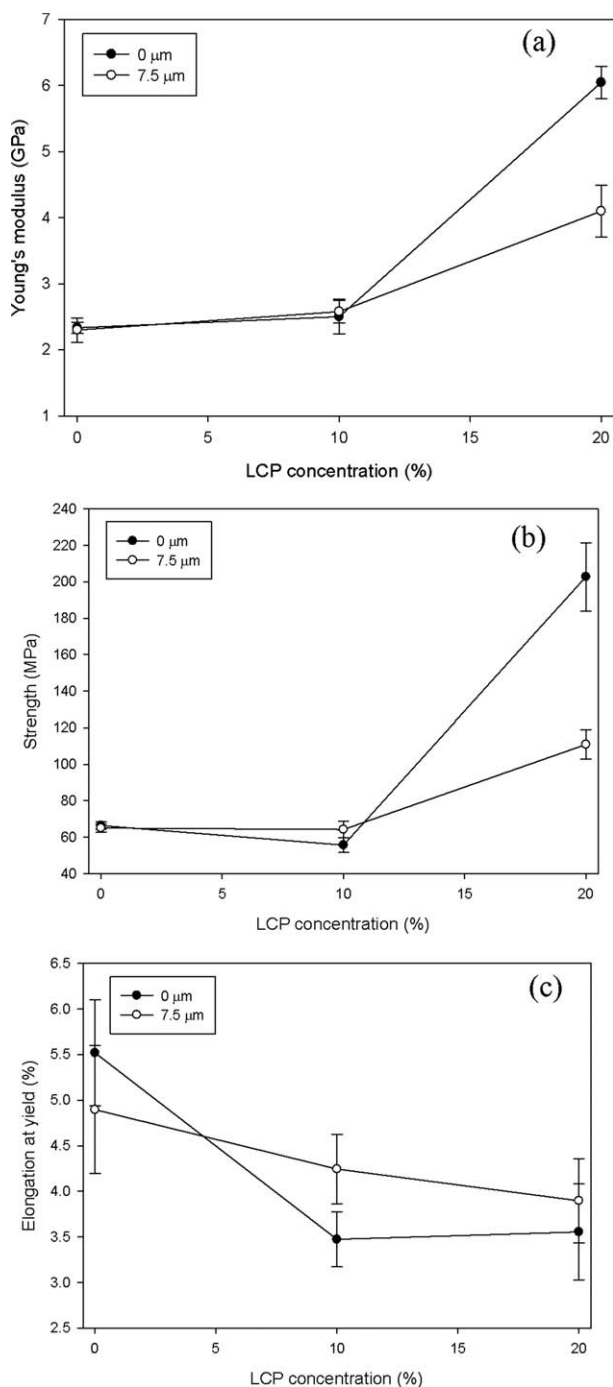 (a)
0 μm
7.5 μm
7
6
5
4
3
2
1
Young's modulus (GPa)
0 5 10 15 20
LCP concentration (%)
(b)
0 μm
7.5 μm
240
220
200
180
160
140
120
100
80
60
40
Strength (MPa)
0 5 10 15 20
LCP concentration (%)
(c)
0 μm
7.5 μm
6.5
6.0
5.5
5.0
4.5
4.0
3.5
3.0
2.5
Elongation at yield (%)
0 5 10 15 20
LCP concentration (%)